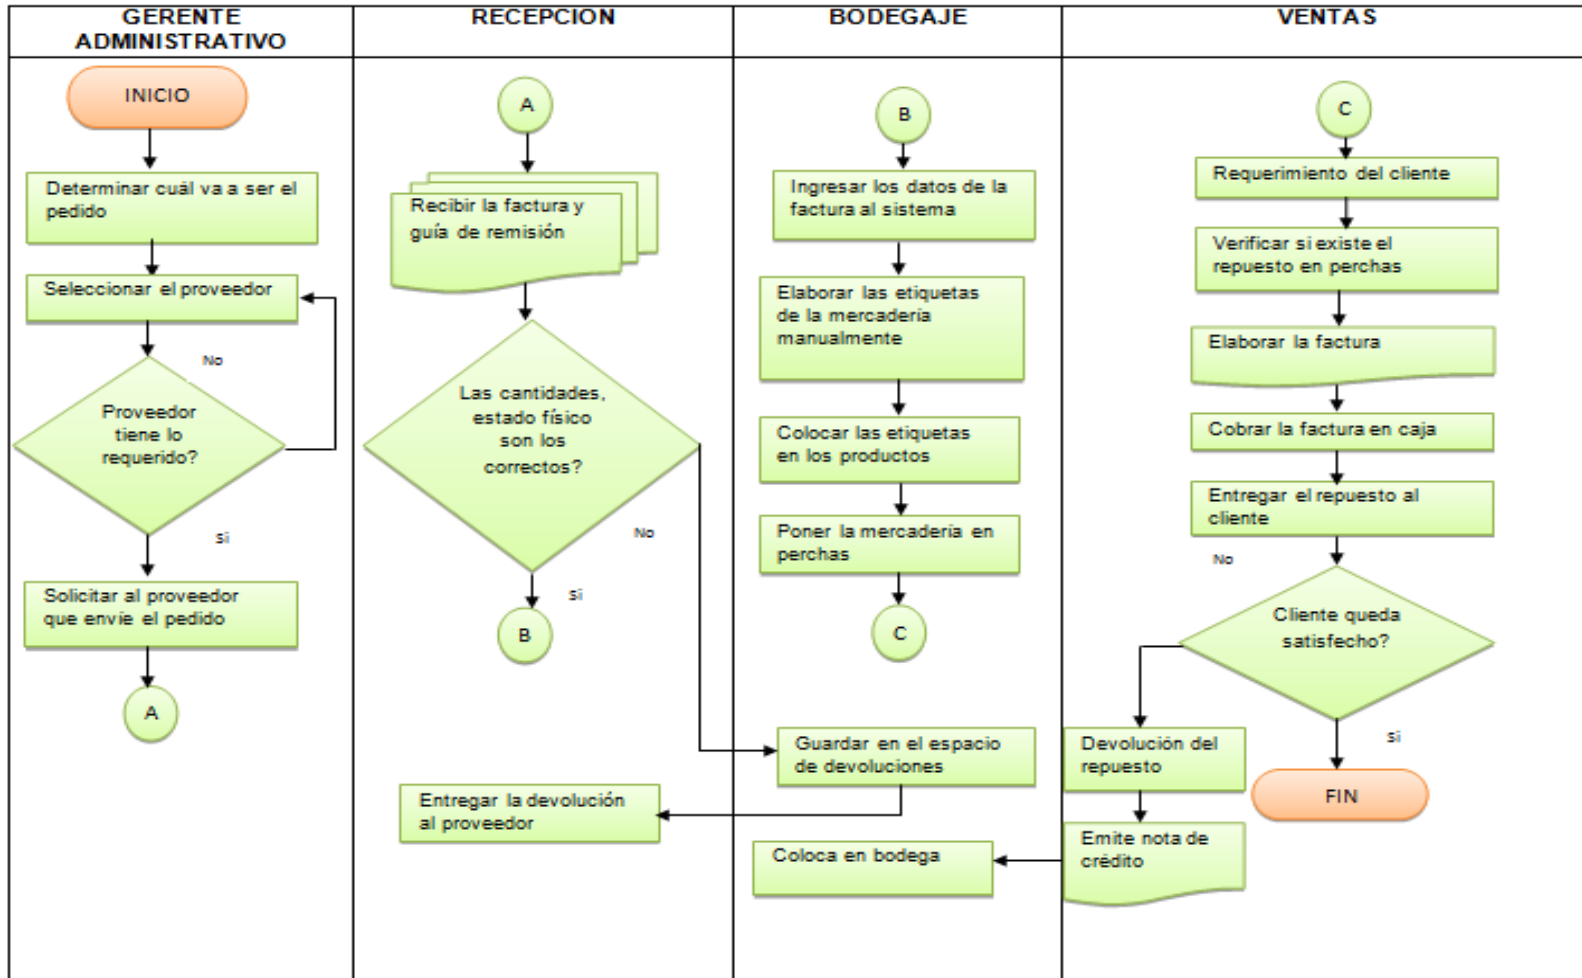 GERENTE
ADMINISTRATIVO
RECEPCION
BODEGAJE
VENTAS
INICIO
Determinar cuál va a ser el
pedido
Seleccionar el proveedor
No
Proveedor
tiene lo
requerido?
Si
Solicitar al proveedor
que envíe el pedido
A
A
Recibir la factura y
guía de remisión
Las cantidades,
estado físico
son los
correctos?
No
Si
B
Entregar la devolución
al proveedor
B
Ingresar los datos de la
factura al sistema
Elaborar las etiquetas
de la mercadería
manualmente
Colocar las etiquetas
en los productos
Poner la mercadería en
perchas
C
Guardar en el espacio
de devoluciones
Coloca en bodega
C
Requerimiento del cliente
Verificar si existe el
repuesto en perchas
Elaborar la factura
Cobrar la factura en caja
Entregar el repuesto al
cliente
No
Cliente queda
satisfecho?
Si
Devolución del
repuesto
FIN
Emite nota de
crédito